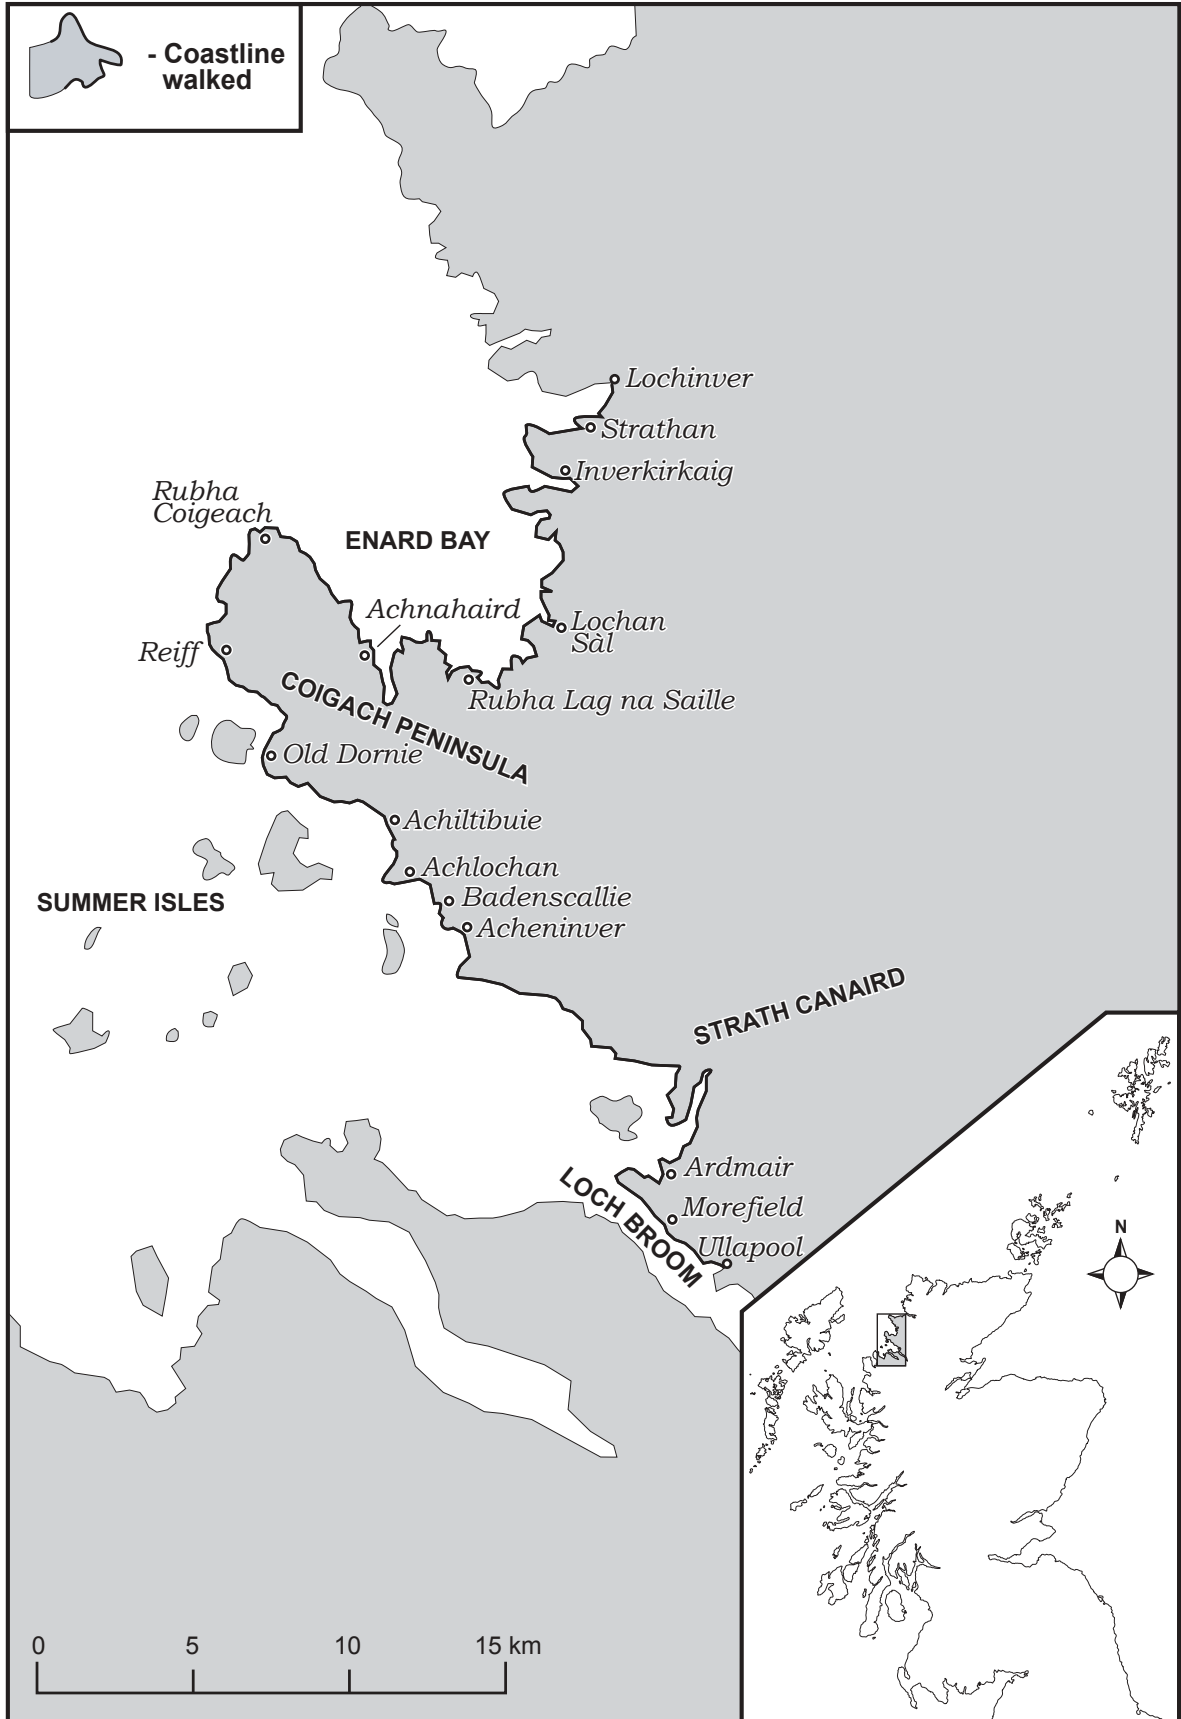 - Coastline
walked
Lochinver
Strathan
Inverkirkaig
Rubha
Coigeach
ENARD BAY
Achnahaird
Lochan
Sàl
Reiff
COIGACH PENINSULA
Rubha Lag na Saille
Old Dornie
Achiltibuie
Achlochan
Badenscallie
SUMMER ISLES
Acheninver
STRATH CANAIRD
Ardmair
LOCH BROOM
Morefield
Ullapool
N
0 5 10 15 km